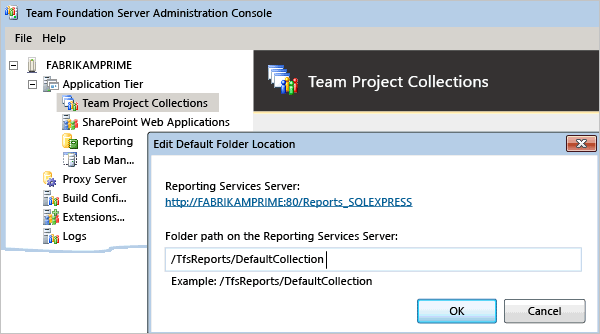 Team Foundation Server Administration Console
File Help
FABRIKAMPRIME
Application Tier
Team Project Collections
SharePoint Web Applications
Reporting
Lab Man...
Proxy Server
Build Confi...
Extensions...
Logs
Team Project Collections
Edit Default Folder Location
Reporting Services Server:
http://FABRIKAMPRIME:80/Reports_SQLEXPRESS
Folder path on the Reporting Services Server:
/TfsReports/DefaultCollection
Example: /TfsReports/DefaultCollection
OK Cancel